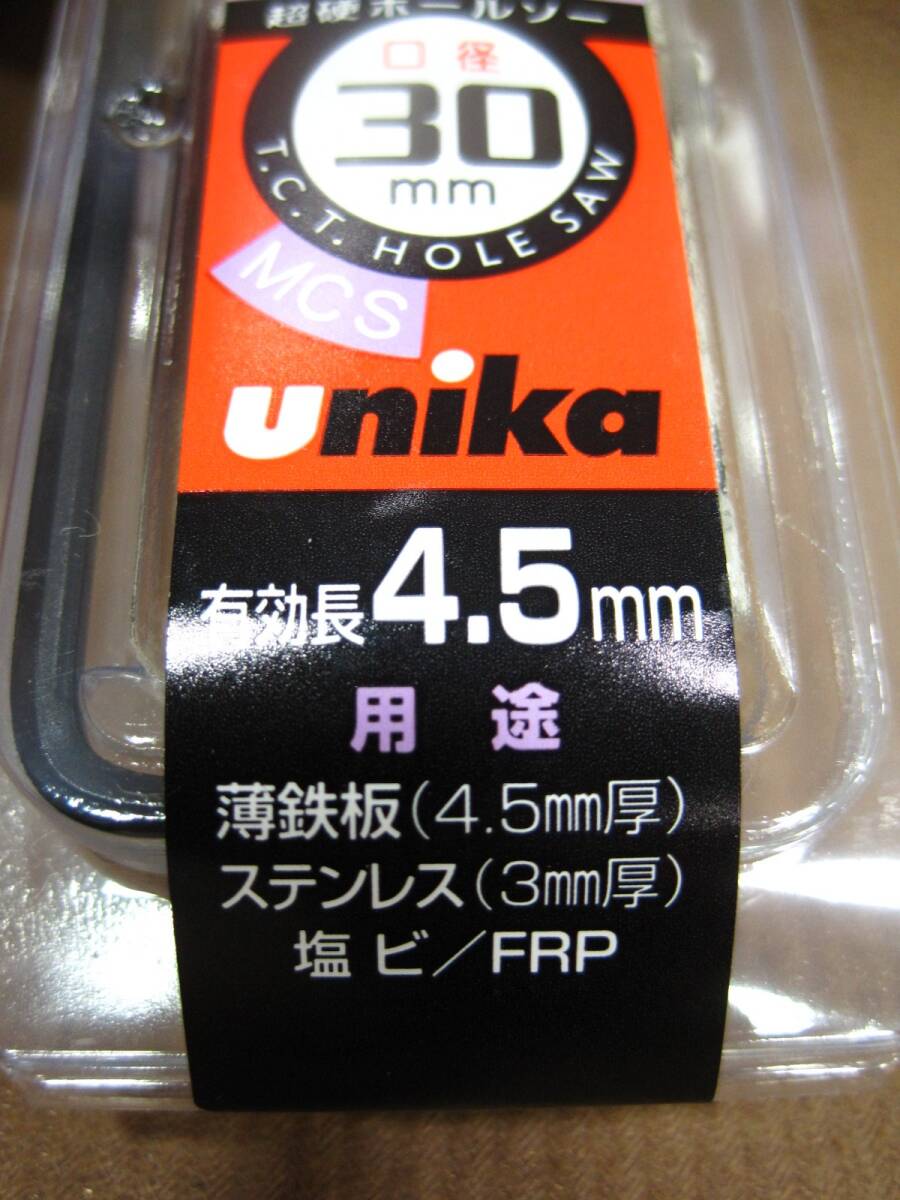 超硬ホールソー
口径
30
mm
T.C.T. HOLE SAW
MCS
unika
有効長4.5mm
用途
薄鉄板(4.5mm厚)
ステンレス(3mm厚)
塩ビ/FRP